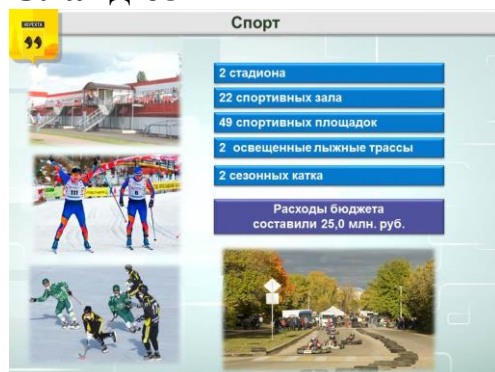 НЕРЕХТА
Спорт
2 стадиона
22 спортивных зала
49 спортивных площадок
2 освещенные лыжные трассы
2 сезонных катка
Расходы бюджета
составили 25,0 млн. руб.